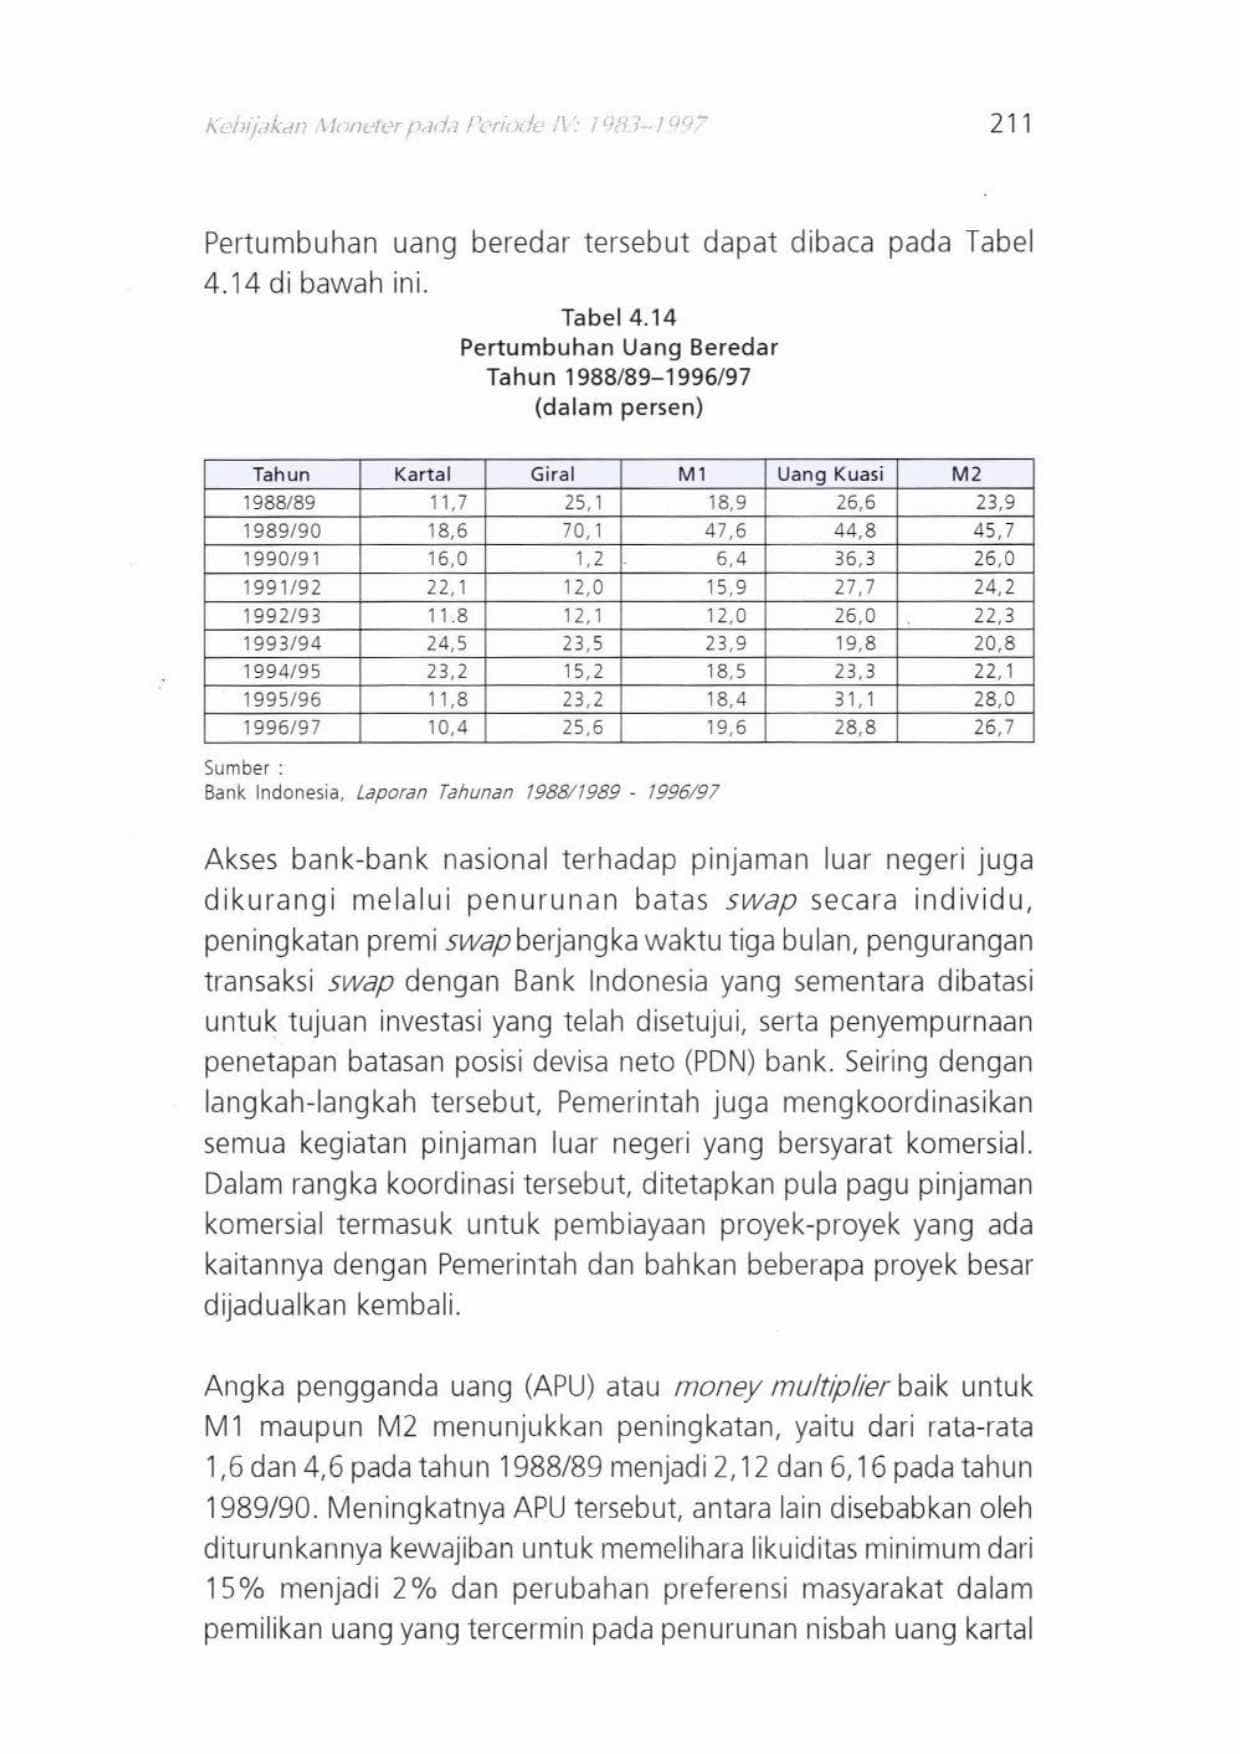 Kebijakan Moneter pada Periode IV: 1983–1997 211
Pertumbuhan uang beredar tersebut dapat dibaca pada Tabel
4.14 di bawah ini.
Tabel 4.14
Pertumbuhan Uang Beredar
Tahun 1988/89–1996/97
(dalam persen)
Tahun Kartal Giral M1 Uang Kuasi M2
1988/89 11,7 25,1 18,9 26,6 23,9
1989/90 18,6 70,1 47,6 44,8 45,7
1990/91 16,0 1,2 6,4 36,3 26,0
1991/92 22,1 12,0 15,9 27,7 24,2
1992/93 11.8 12,1 12,0 26,0 22,3
1993/94 24,5 23,5 23,9 19,8 20,8
1994/95 23,2 15,2 18,5 23,3 22,1
1995/96 11,8 23,2 18,4 31,1 28,0
1996/97 10,4 25,6 19,6 28,8 26,7
Sumber :
Bank Indonesia, Laporan Tahunan 1988/1989 - 1996/97
Akses bank-bank nasional terhadap pinjaman luar negeri juga
dikurangi melalui penurunan batas swap secara individu,
peningkatan premi swap berjangka waktu tiga bulan, pengurangan
transaksi swap dengan Bank Indonesia yang sementara dibatasi
untuk tujuan investasi yang telah disetujui, serta penyempurnaan
penetapan batasan posisi devisa neto (PDN) bank. Seiring dengan
langkah-langkah tersebut, Pemerintah juga mengkoordinasikan
semua kegiatan pinjaman luar negeri yang bersyarat komersial.
Dalam rangka koordinasi tersebut, ditetapkan pula pagu pinjaman
komersial termasuk untuk pembiayaan proyek-proyek yang ada
kaitannya dengan Pemerintah dan bahkan beberapa proyek besar
dijadualkan kembali.
Angka pengganda uang (APU) atau money multiplier baik untuk
M1 maupun M2 menunjukkan peningkatan, yaitu dari rata-rata
1,6 dan 4,6 pada tahun 1988/89 menjadi 2,12 dan 6,16 pada tahun
1989/90. Meningkatnya APU tersebut, antara lain disebabkan oleh
diturunkannya kewajiban untuk memelihara likuiditas minimum dari
15% menjadi 2% dan perubahan preferensi masyarakat dalam
pemilikan uang yang tercermin pada penurunan nisbah uang kartal